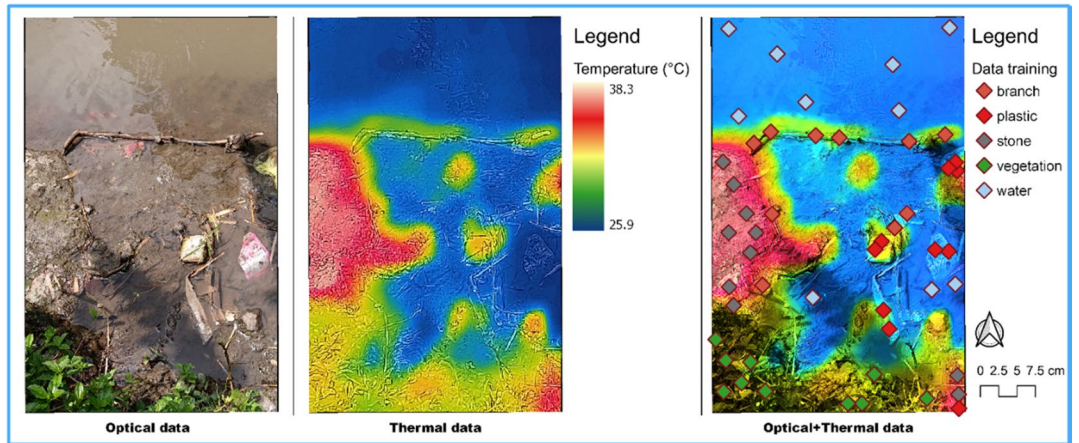 Legend
Temperature (°C)
38.3
25.9
Legend
Data training
branch
plastic
stone
vegetation
water
0 2.5 5 7.5 cm
Optical data
Thermal data
Optical+Thermal data